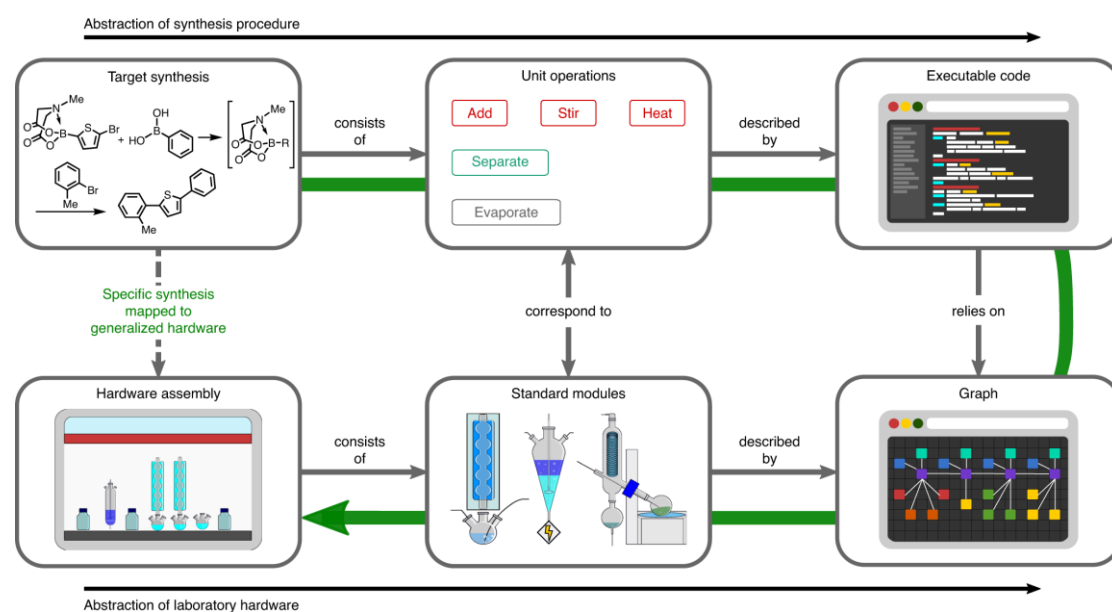 Abstraction of synthesis procedure
Target synthesis
Me
N
O
O
B
O
O
S
Br
+
OH
B
HO
Me
N
B–R
O
O
O
O
Br
Me
S
Me
consists
of
Unit operations
Add
Stir
Heat
Separate
Evaporate
described
by
Executable code
Specific synthesis
mapped to
generalized hardware
correspond to
relies on
Hardware assembly
consists
of
Standard modules
described
by
Graph
Abstraction of laboratory hardware